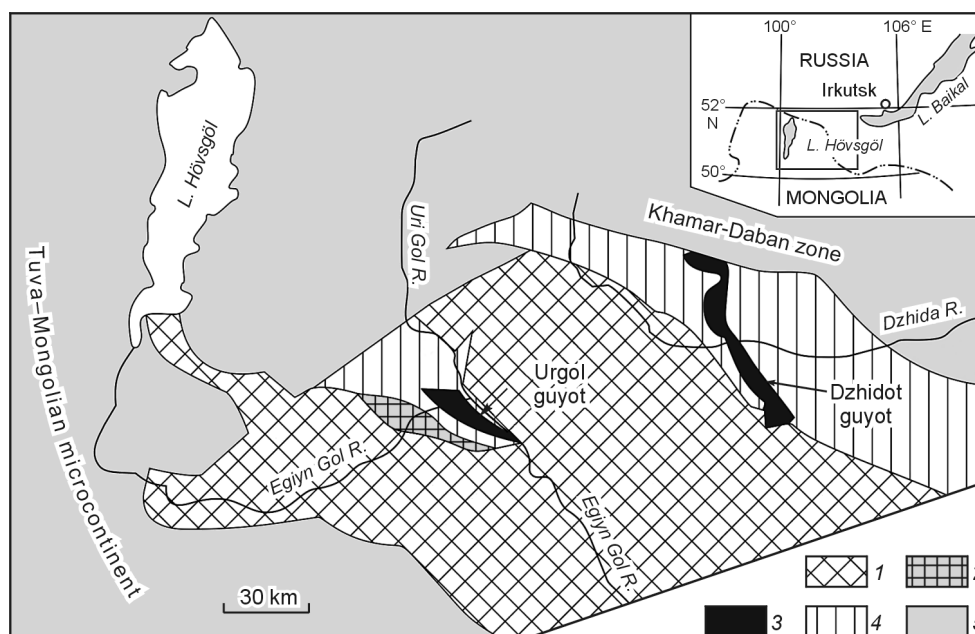 100°
106° E
RUSSIA
Irkutsk
52°
N
L. Baikal
L. Hövsgöl
50°
MONGOLIA
L. Hövsgöl
Uri Gol R.
Khamar-Daban zone
Tuva–Mongolian microcontinent
Dzhida R.
Urgol
guyot
Dzhidot
guyot
Egiyn Gol R.
Egiyn Gol R.
30 km
1
2
3
4